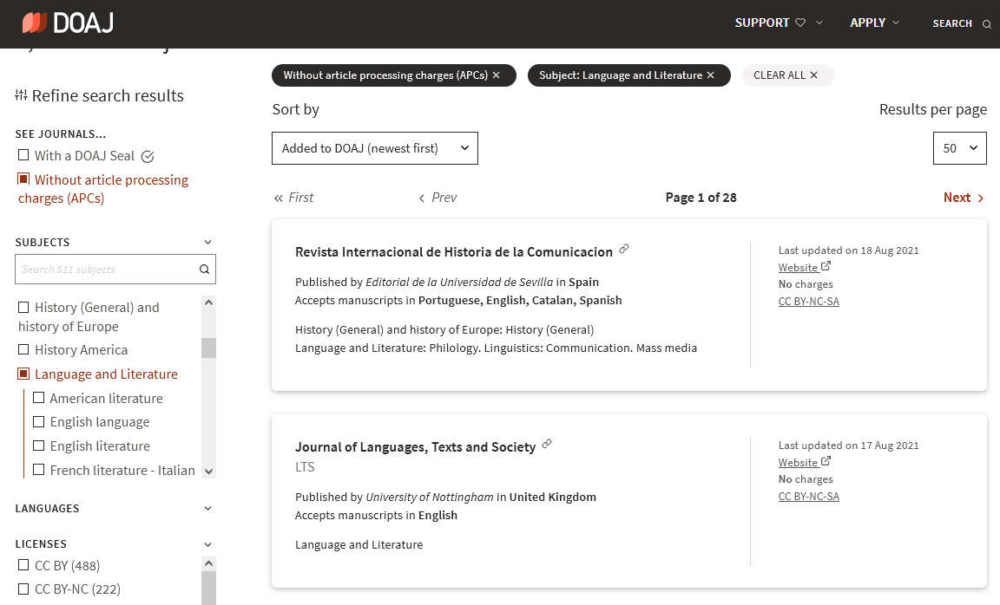 DOAJ
SUPPORT
APPLY
SEARCH
Refine search results
SEE JOURNALS...
With a DOAJ Seal
Without article processing
charges (APCs)
SUBJECTS
Search 511 subjects
History (General) and
history of Europe
History America
Language and Literature
American literature
English language
English literature
French literature - Italian
LANGUAGES
LICENSES
CC BY (488)
CC BY-NC (222)
Without article processing charges (APCs) ×
Subject: Language and Literature ×
CLEAR ALL ×
Sort by
Results per page
Added to DOAJ (newest first)
50
« First
‹ Prev
Page 1 of 28
Next ›
Revista Internacional de Historia de la Comunicacion
Published by Editorial de la Universidad de Sevilla in Spain
Accepts manuscripts in Portuguese, English, Catalan, Spanish
History (General) and history of Europe: History (General)
Language and Literature: Philology. Linguistics: Communication. Mass media
Last updated on 18 Aug 2021
Website
No charges
CC BY-NC-SA
Journal of Languages, Texts and Society
LTS
Published by University of Nottingham in United Kingdom
Accepts manuscripts in English
Language and Literature
Last updated on 17 Aug 2021
Website
No charges
CC BY-NC-SA